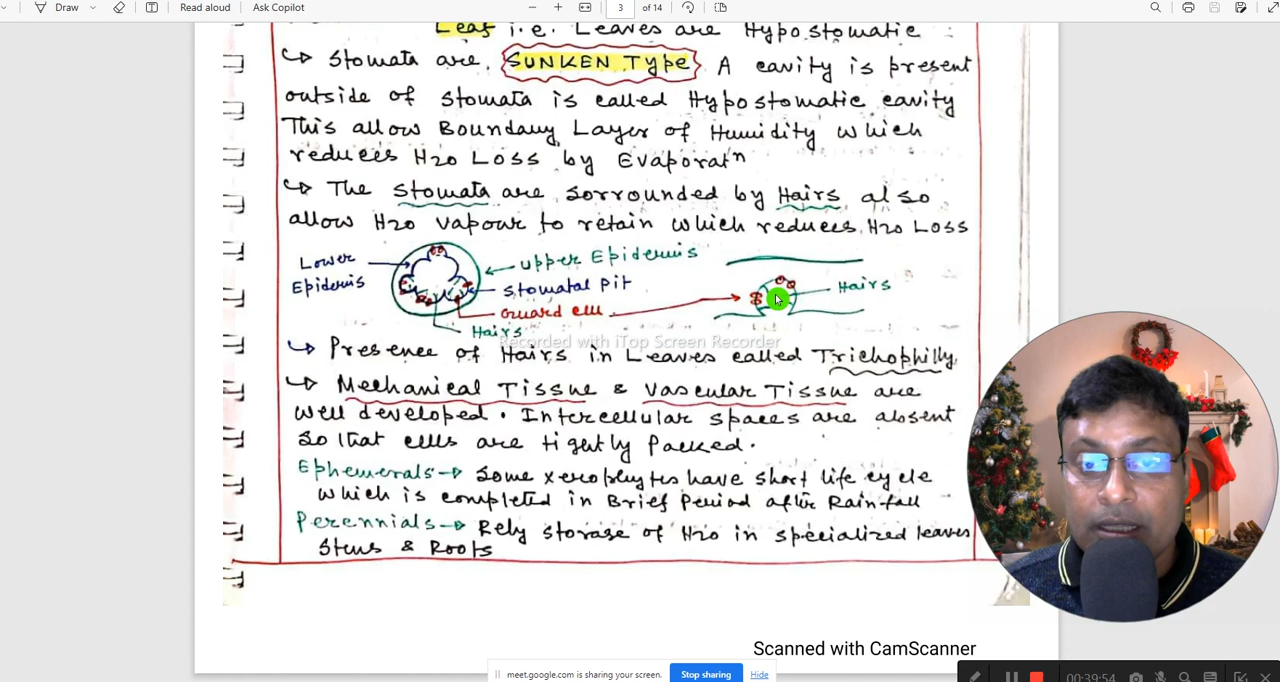 Draw
Read aloud
Ask Copilot
3 of 14
Leaf i.e. Leaves are Hypostomatic
↳ Stomata are SUNKEN Type A cavity is present
outside of Stomata is called Hypostomatic cavity
This allow Boundary Layer of Humidity which
reduces H2O Loss by Evaporatn
↳ The Stomata are sorrounded by Hairs also
allow H2O vapour to retain which reduces H2O Loss
Lower Epidermis
upper Epidermis
Stomatal pit
Guard cell
Hairs
Hairs
Recorded with iTop Screen Recorder
↳ Presence of Hairs in Leaves called Trichophilly
↳ Mechanical Tissue & Vascular Tissue are
well developed. Intercellular spaces are absent
so that cells are tightly Packed.
Ephemerals → Some xerophytes have short life cycle
which is completed in Brief Period after Rainfall
Perennials → Rely storage of H2O in specialized leaves
Stems & Roots
Scanned with CamScanner
meet.google.com is sharing your screen.
Stop sharing
Hide
00:39:54